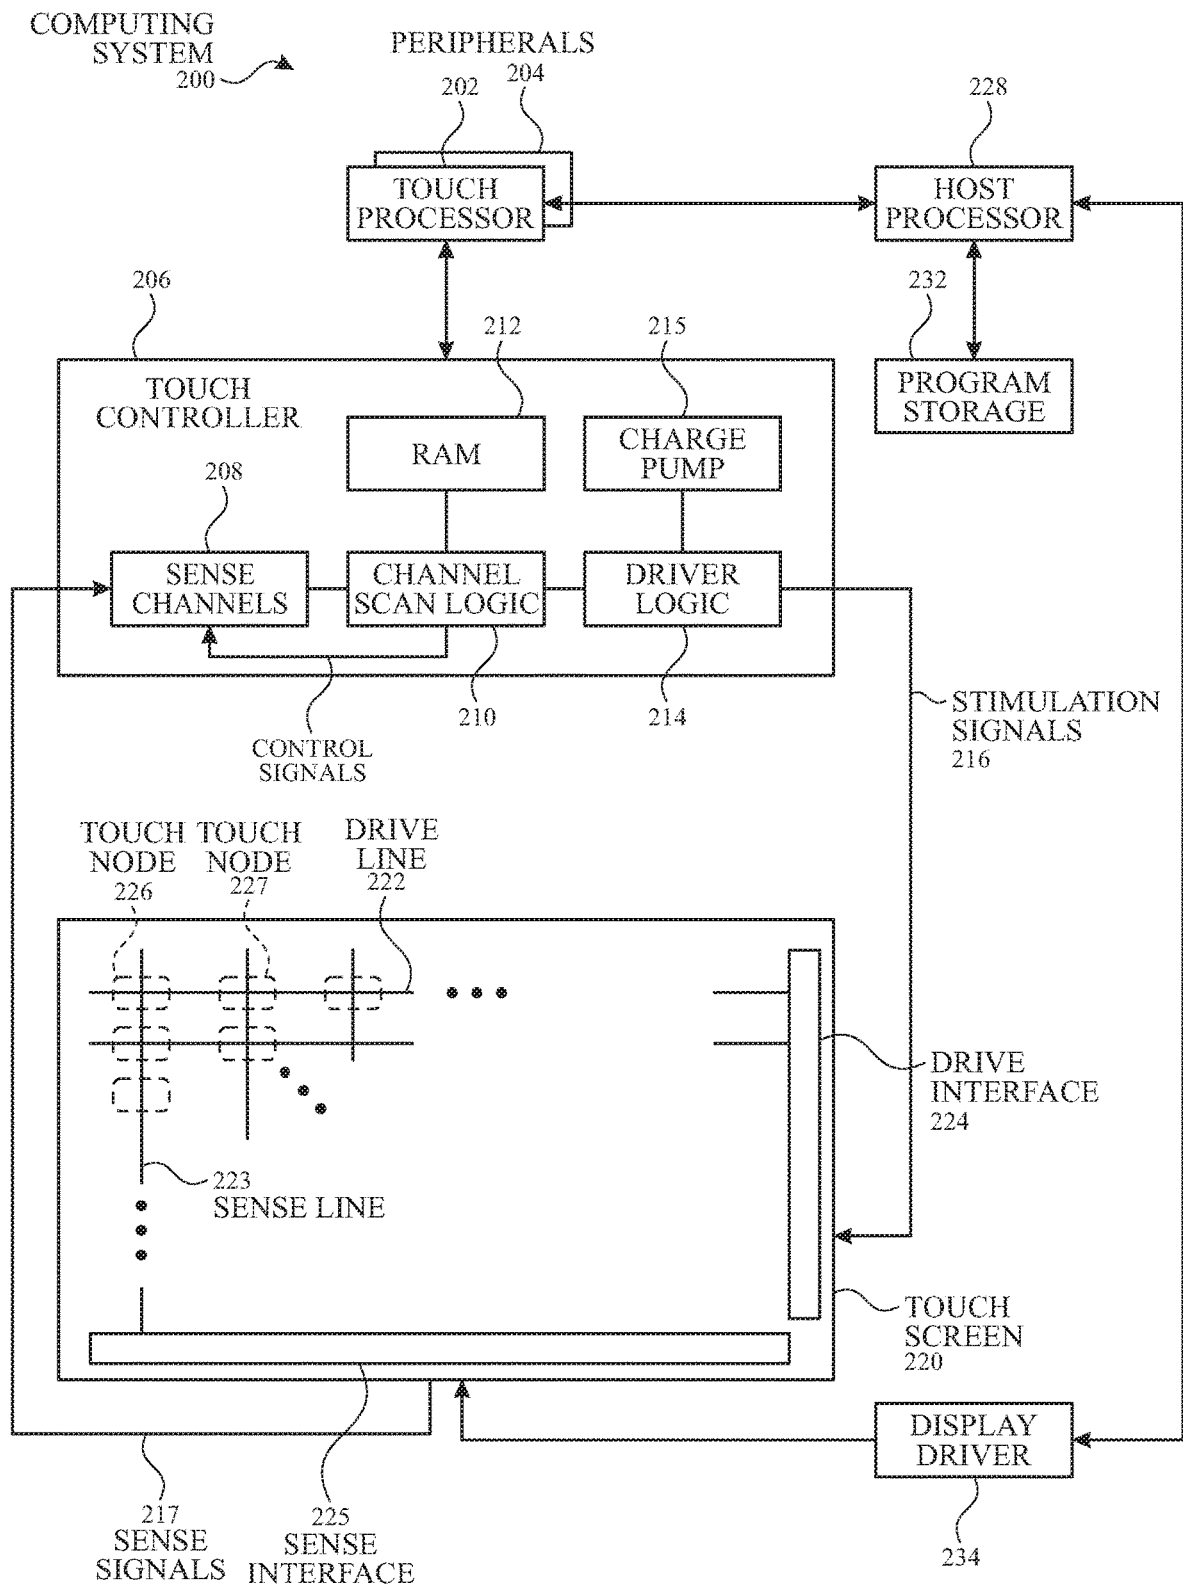 COMPUTING
SYSTEM
200
PERIPHERALS
204
202
228
TOUCH
PROCESSOR
HOST
PROCESSOR
206
212
215
232
TOUCH
CONTROLLER
RAM
CHARGE
PUMP
PROGRAM
STORAGE
208
SENSE
CHANNELS
CHANNEL
SCAN LOGIC
DRIVER
LOGIC
210
214
CONTROL
SIGNALS
STIMULATION
SIGNALS
216
TOUCH
NODE
226
TOUCH
NODE
227
DRIVE
LINE
222
DRIVE
INTERFACE
224
223
SENSE LINE
TOUCH
SCREEN
220
DISPLAY
DRIVER
234
217
SENSE
SIGNALS
225
SENSE
INTERFACE